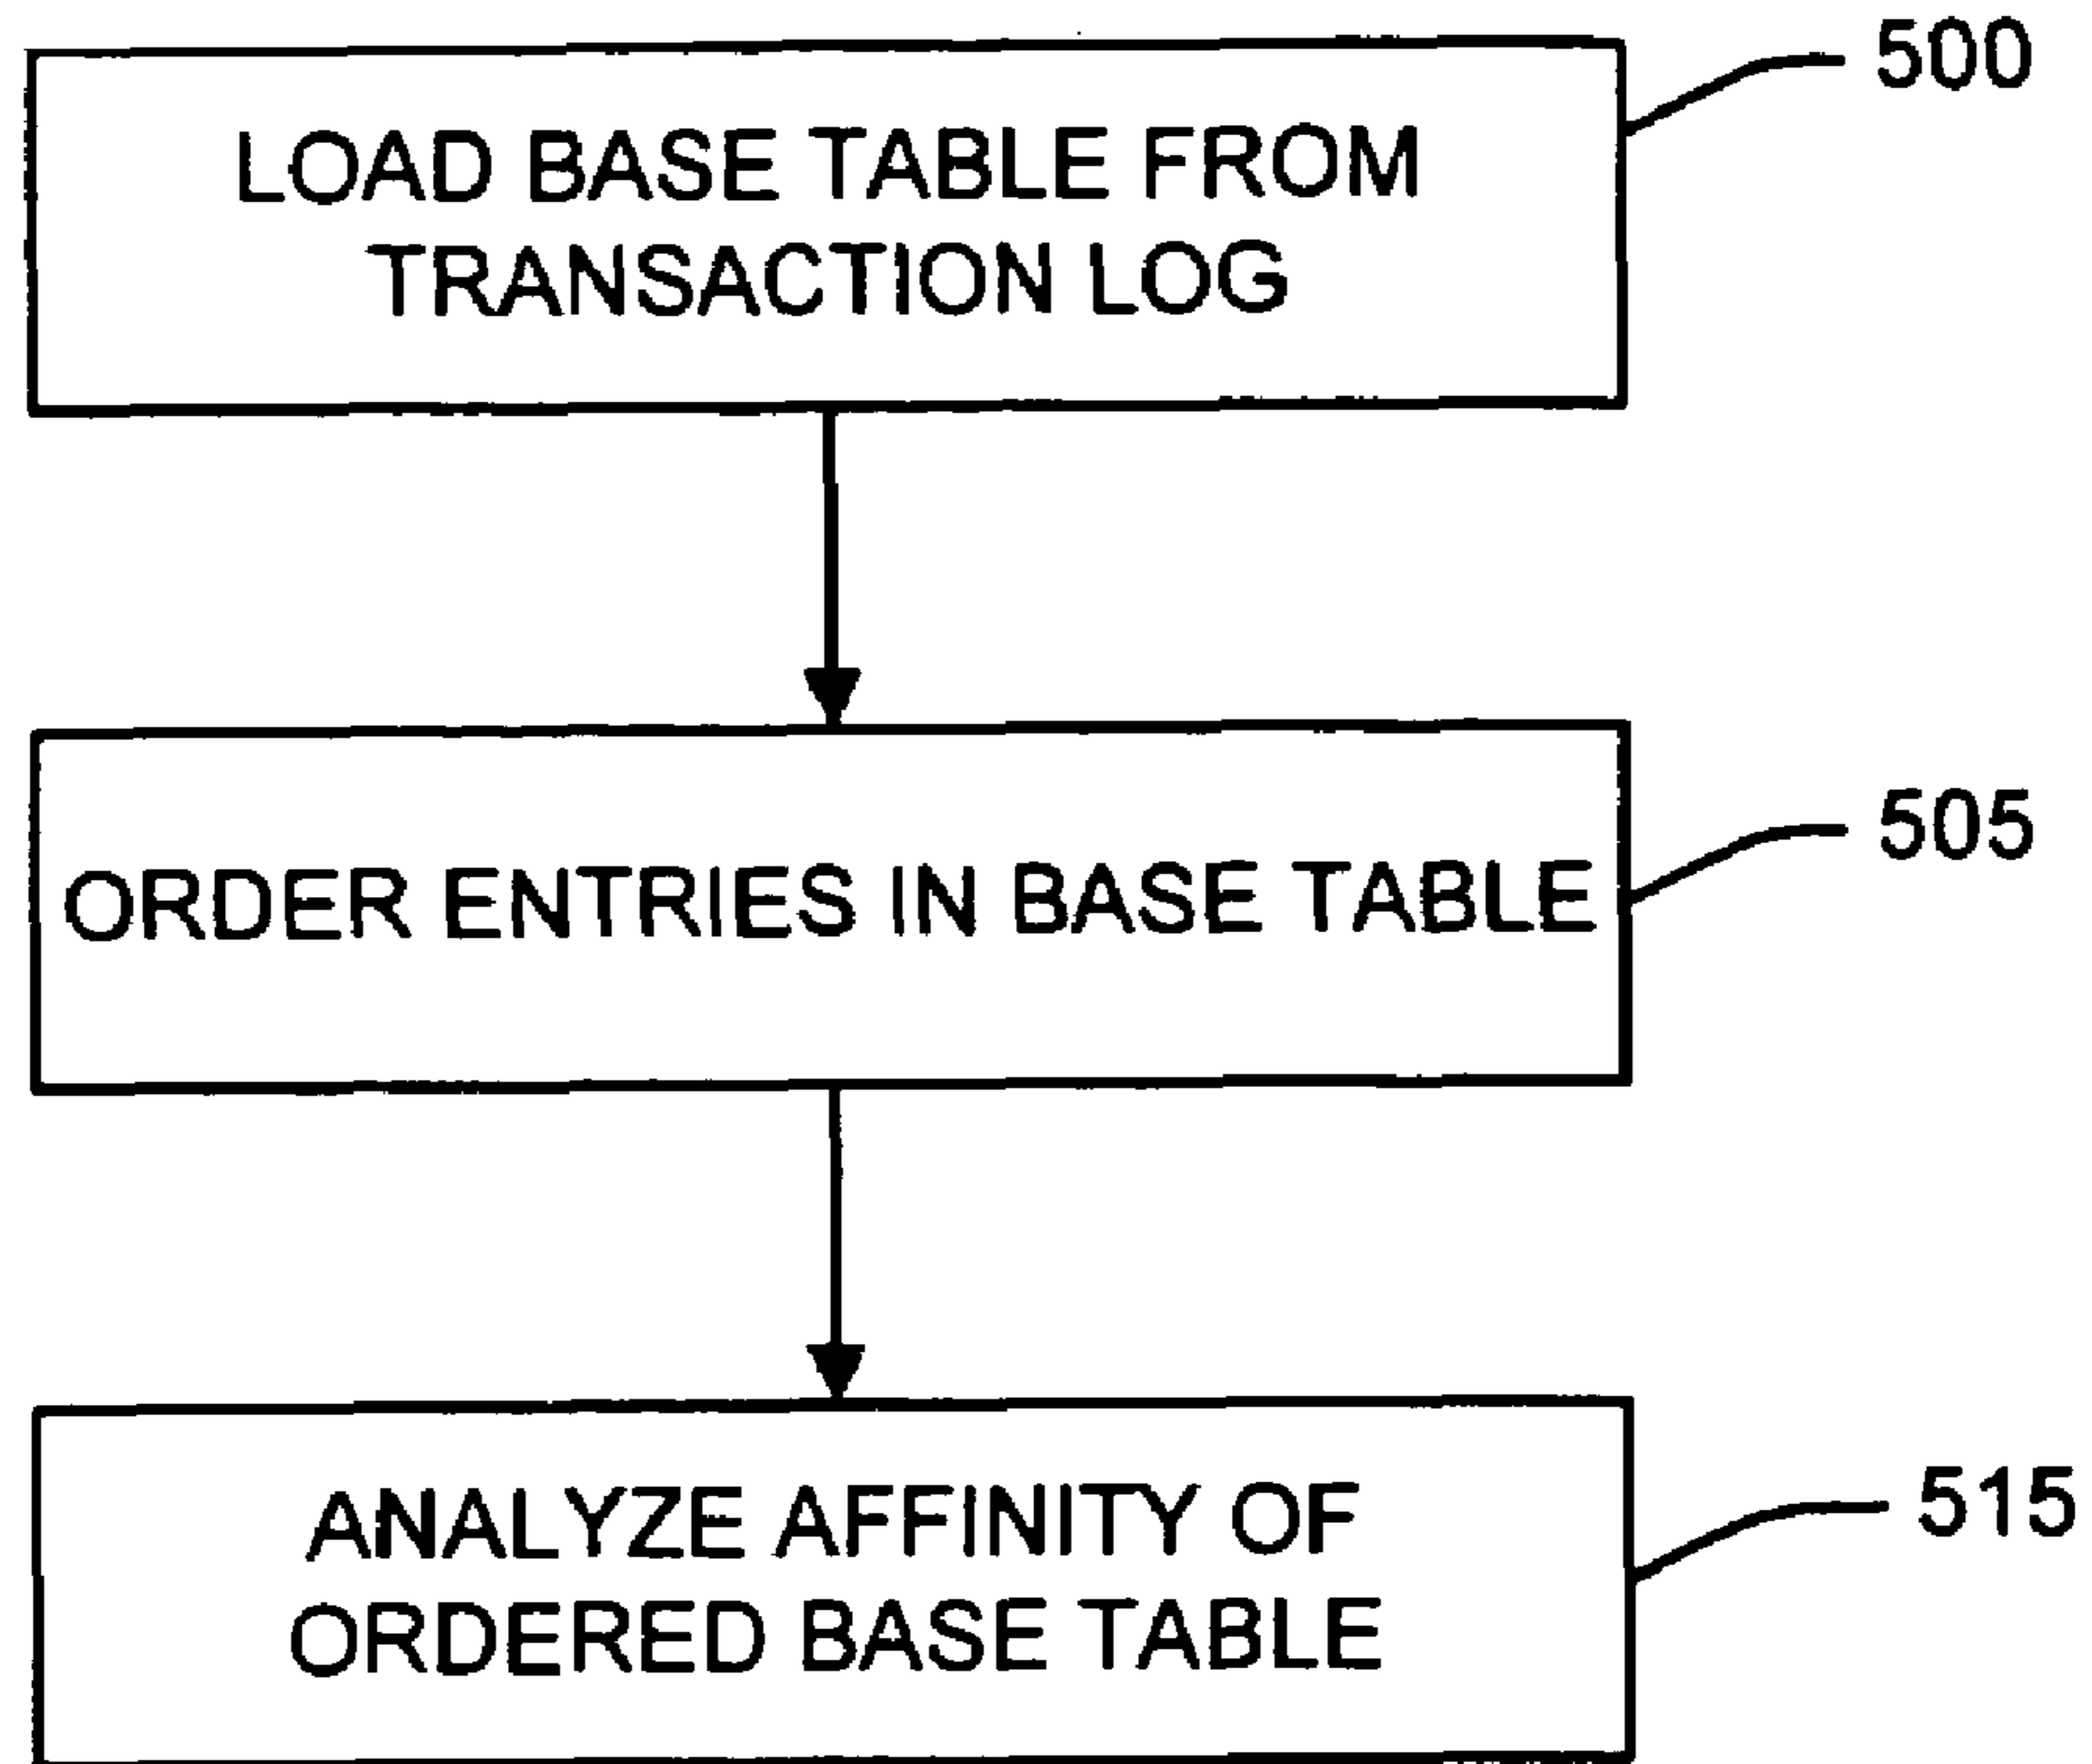 500
LOAD BASE TABLE FROM
TRANSACTION LOG
505
ORDER ENTRIES IN BASE TABLE
515
ANALYZE AFFINITY OF
ORDERED BASE TABLE